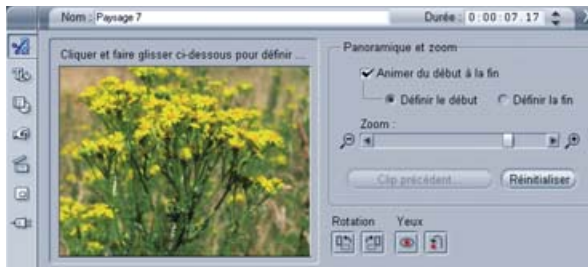 Nom : Paysage 7
Durée : 0:00:07.17
Cliquer et faire glisser ci-dessous pour définir ...
Panoramique et zoom
Animer du début à la fin
Définir le début
Définir la fin
Zoom :
Clip précédent...
Réinitialiser
Rotation
Yeux